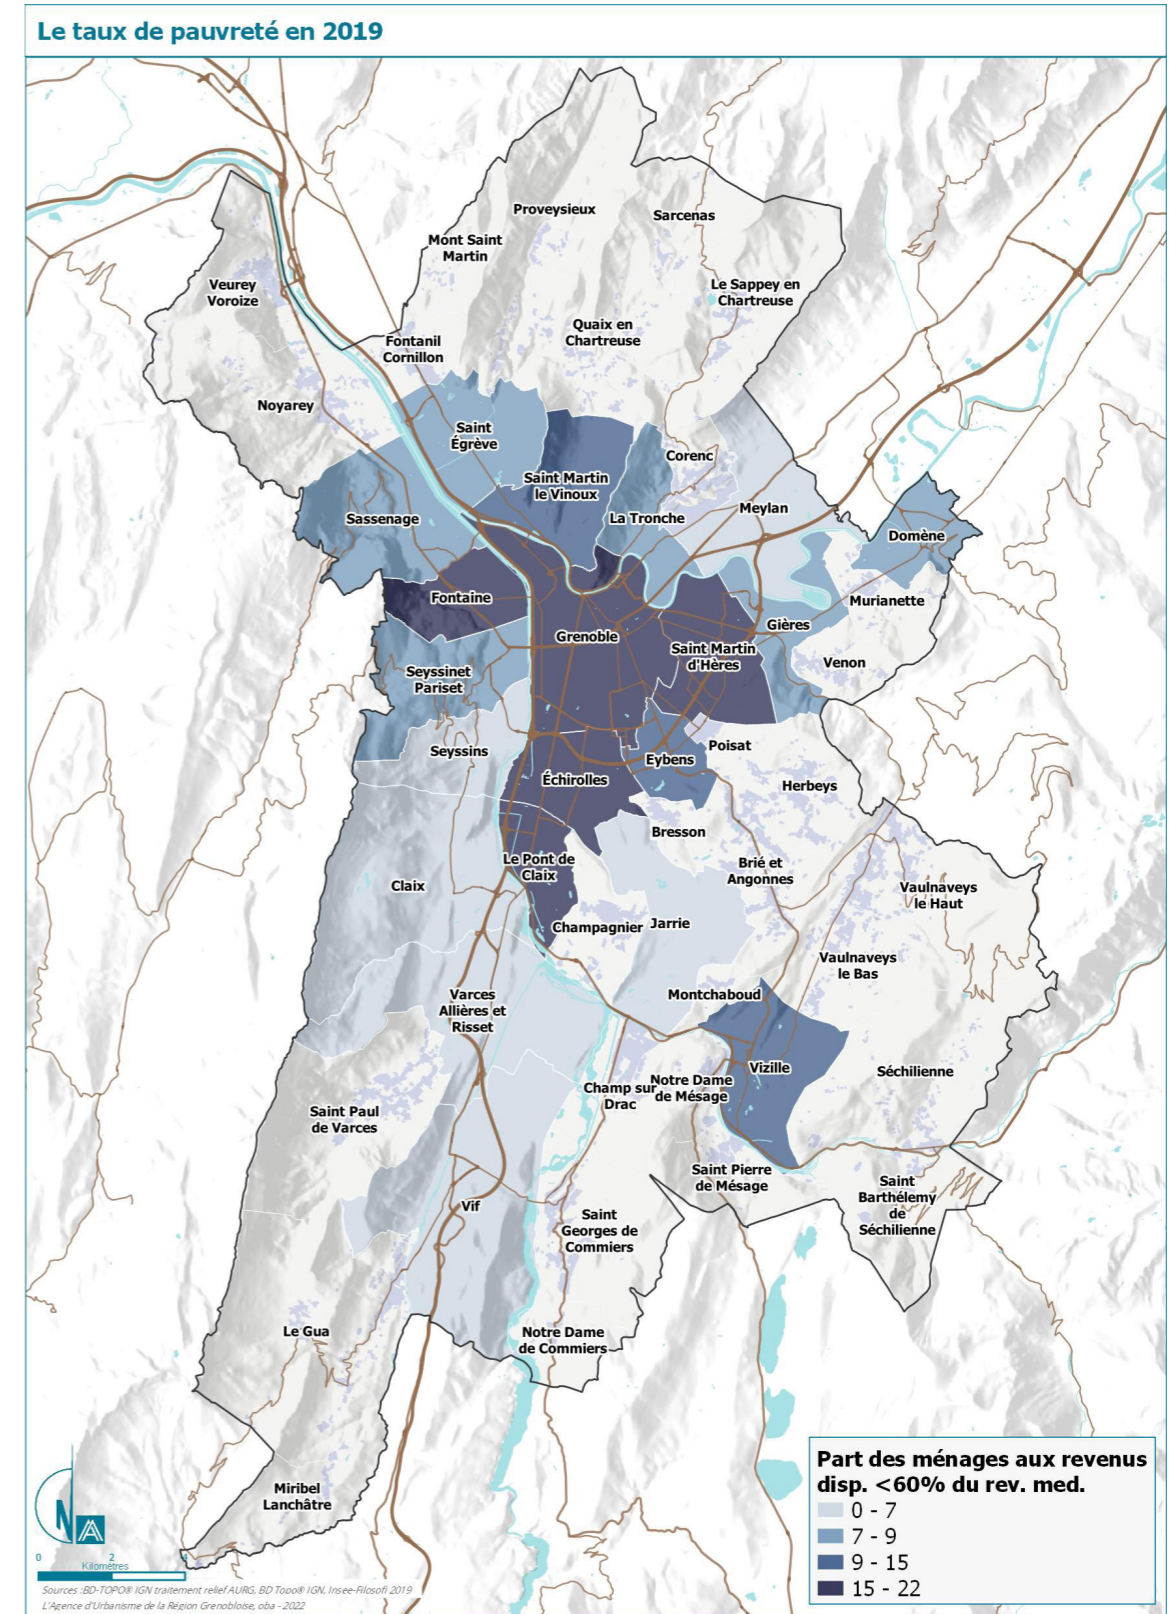 Le taux de pauvreté en 2019
Proveysieux
Sarcenas
Mont Saint
Martin
Veurey
Voroize
Le Sappey en
Chartreuse
Quaix en
Chartreuse
Fontanil
Cornillon
Noyarey
Saint
Égrève
Corenc
Saint Martin
le Vinoux
Meylan
La Tronche
Sassenage
Domène
Fontaine
Murianette
Gières
Grenoble
Saint Martin
d'Hères
Venon
Seyssinet
Pariset
Poisat
Seyssins
Eybens
Échirolles
Herbeys
Bresson
Le Pont de
Claix
Brié et
Angonnes
Claix
Vaulnaveys
le Haut
Champagnier
Jarrie
Vaulnaveys
le Bas
Montchaboud
Varces
Allières et
Risset
Vizille
Séchilienne
Champ sur
Drac
Notre Dame
de Mésage
Saint Paul
de Varces
Saint Pierre
de Mésage
Saint
Barthélemy
de
Séchilienne
Vif
Saint
Georges de
Commiers
Le Gua
Notre Dame
de Commiers
Miribel
Lanchâtre
Part des ménages aux revenus
disp. <60% du rev. med.
0 - 7
7 - 9
9 - 15
15 - 22
N
0 2 4
Kilomètres
Sources :BD-TOPO® IGN traitement relief AURG, BD Topo® IGN, Insee-Filosofi 2019
L'Agence d'Urbanisme de la Région Grenobloise, oba - 2022